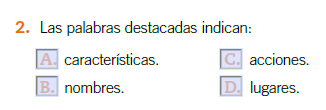 2. Las palabras destacadas indican:
A. características.
B. nombres.
C. acciones.
D. lugares.